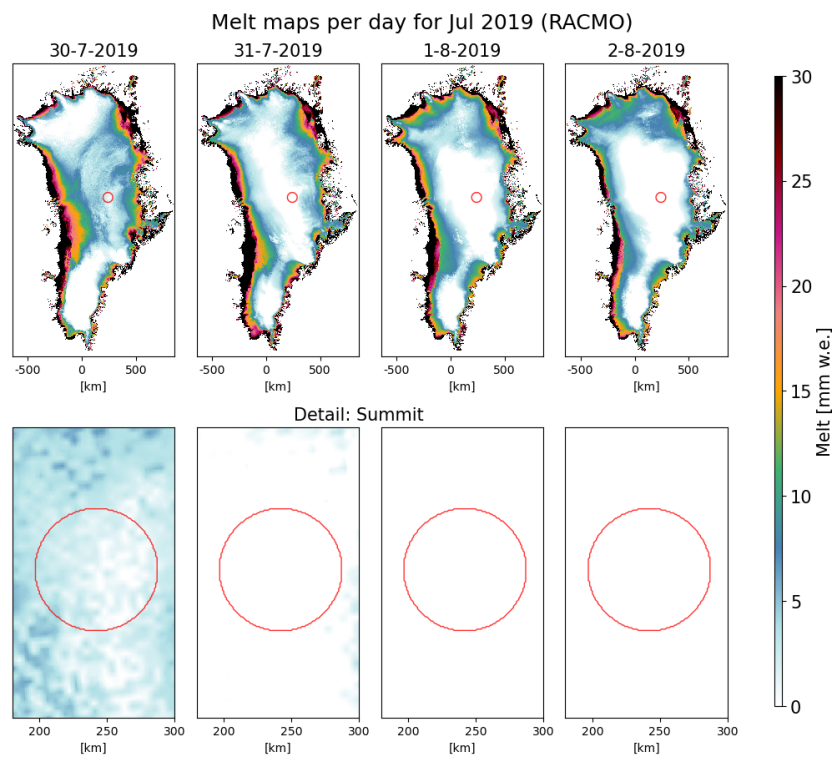 Melt maps per day for Jul 2019 (RACMO)
30-7-2019 31-7-2019 1-8-2019 2-8-2019
30
25
20
15
10
5
0
Melt [mm w.e.]
-500 0 500 -500 0 500 -500 0 500 -500 0 500
[km] [km] [km] [km]
Detail: Summit
200 250 300 200 250 300 200 250 300 200 250 300
[km] [km] [km] [km]